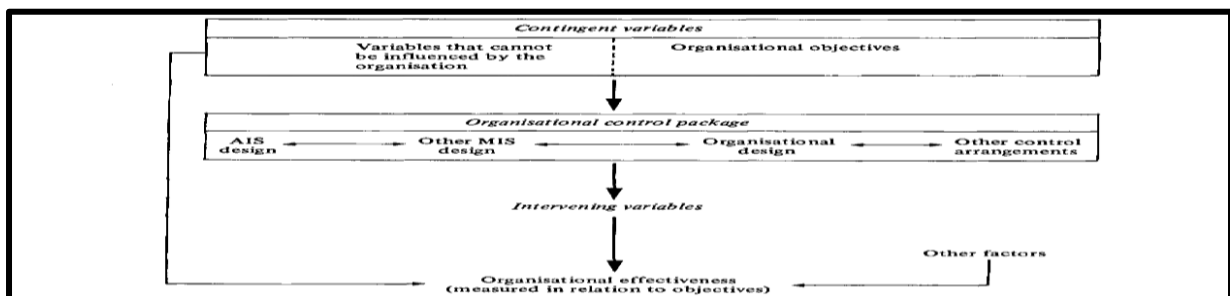 Contingent variables
Variables that cannot
be influenced by the
organisation
Organisational objectives
Organisational control package
AIS
design
Other MIS
design
Organisational
design
Other control
arrangements
Intervening variables
Other factors
Organisational effectiveness
(measured in relation to objectives)